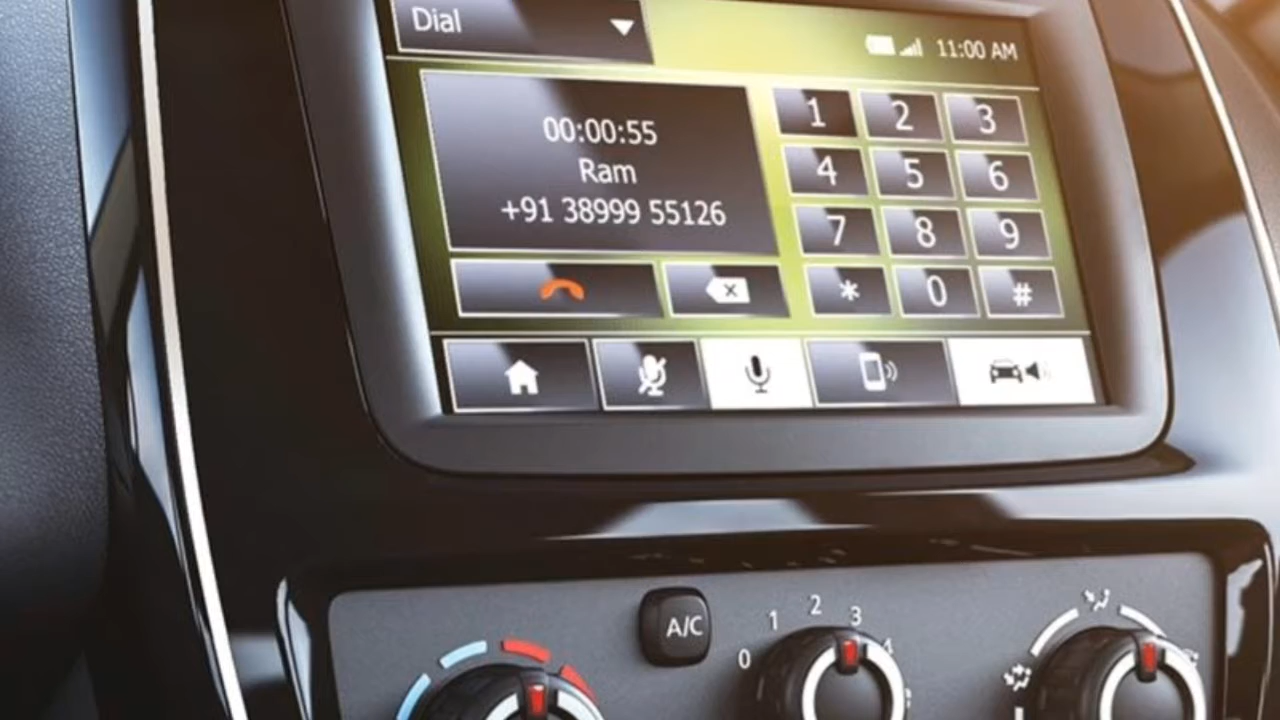 Dial
11:00 AM
00:00:55
Ram
+91 38999 55126
1 2 3
4 5 6
7 8 9
* 0 #
A/C
0 1 2 3 4